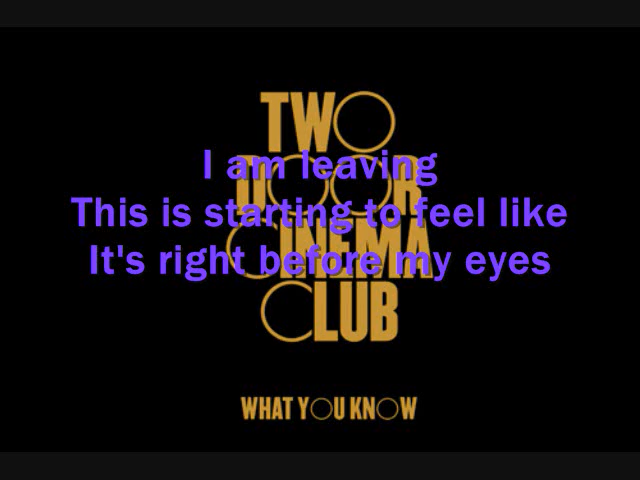 TWO
I am leaving
DOOR
This is starting to feel like
CINEMA
It's right before my eyes
CLUB
WHAT YOU KNOW